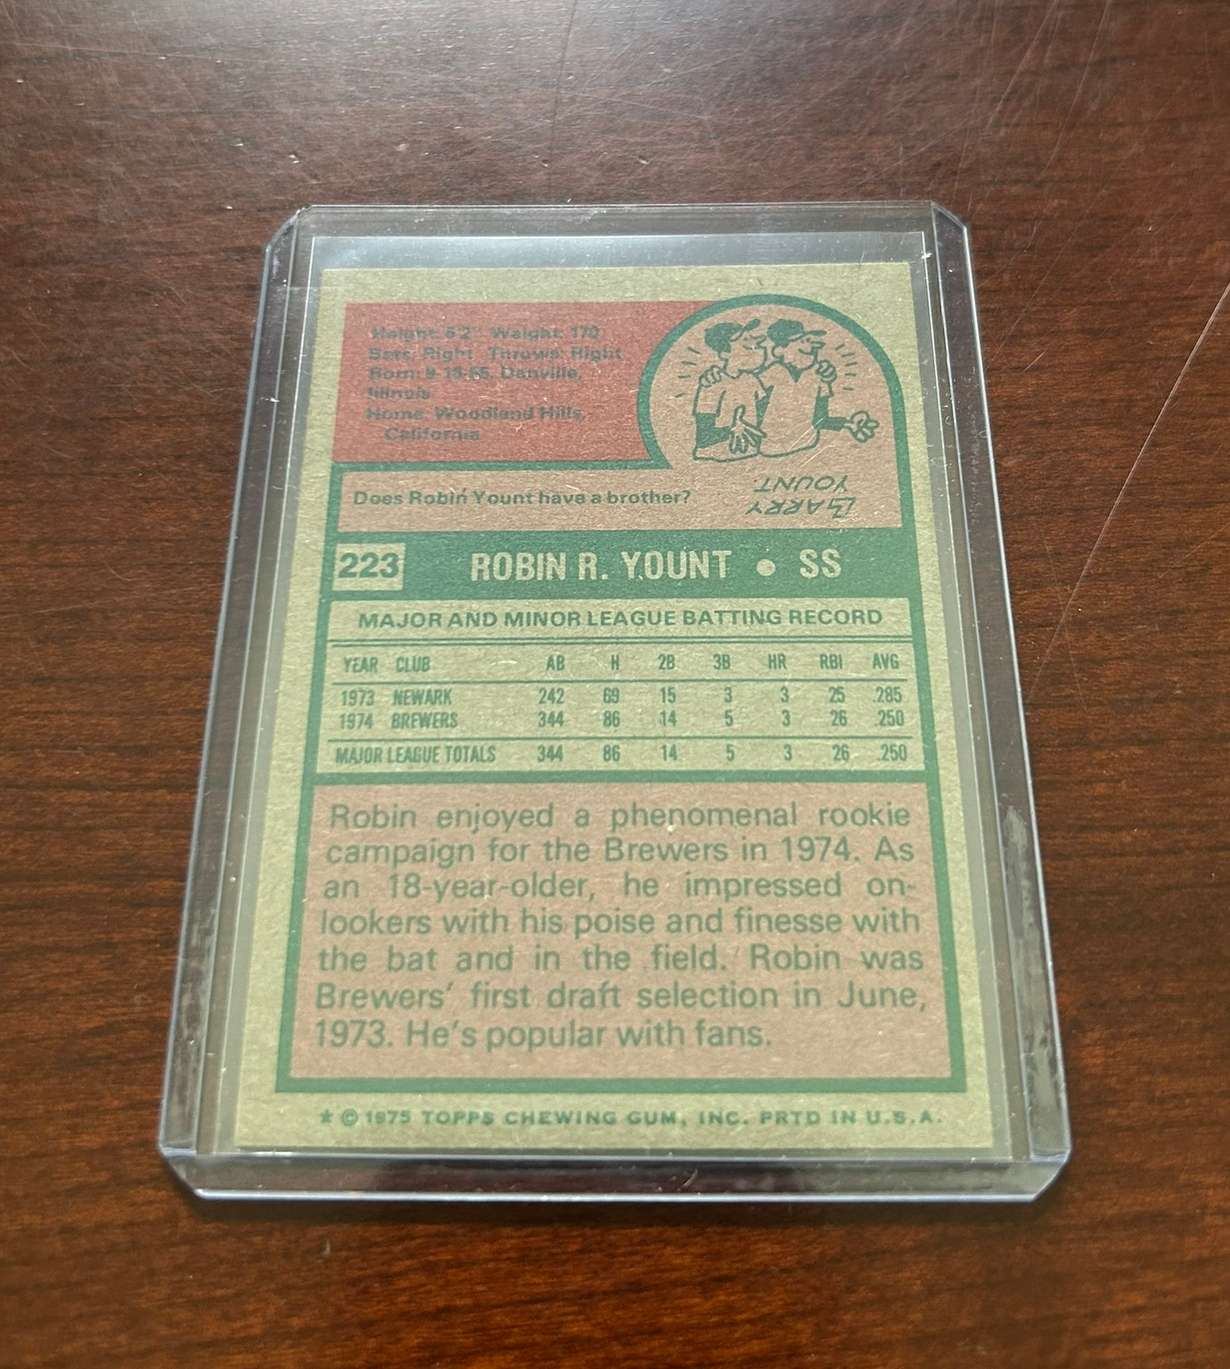 Height: 6'2" Weight: 170
Bats: Right Throws: Right
Born: 9-16-55, Danville,
Illinois
Home: Woodland Hills,
California
Does Robin Yount have a brother?
LARRY
YOUNT
223 ROBIN R. YOUNT • SS
MAJOR AND MINOR LEAGUE BATTING RECORD
YEAR CLUB AB H 2B 3B HR RBI AVG
1973 NEWARK 242 69 15 3 3 25 .285
1974 BREWERS 344 86 14 5 3 26 .250
MAJOR LEAGUE TOTALS 344 86 14 5 3 26 .250
Robin enjoyed a phenomenal rookie
campaign for the Brewers in 1974. As
an 18-year-older, he impressed on-
lookers with his poise and finesse with
the bat and in the field. Robin was
Brewers' first draft selection in June,
1973. He's popular with fans.
* © 1975 TOPPS CHEWING GUM, INC. PRTD IN U.S.A.